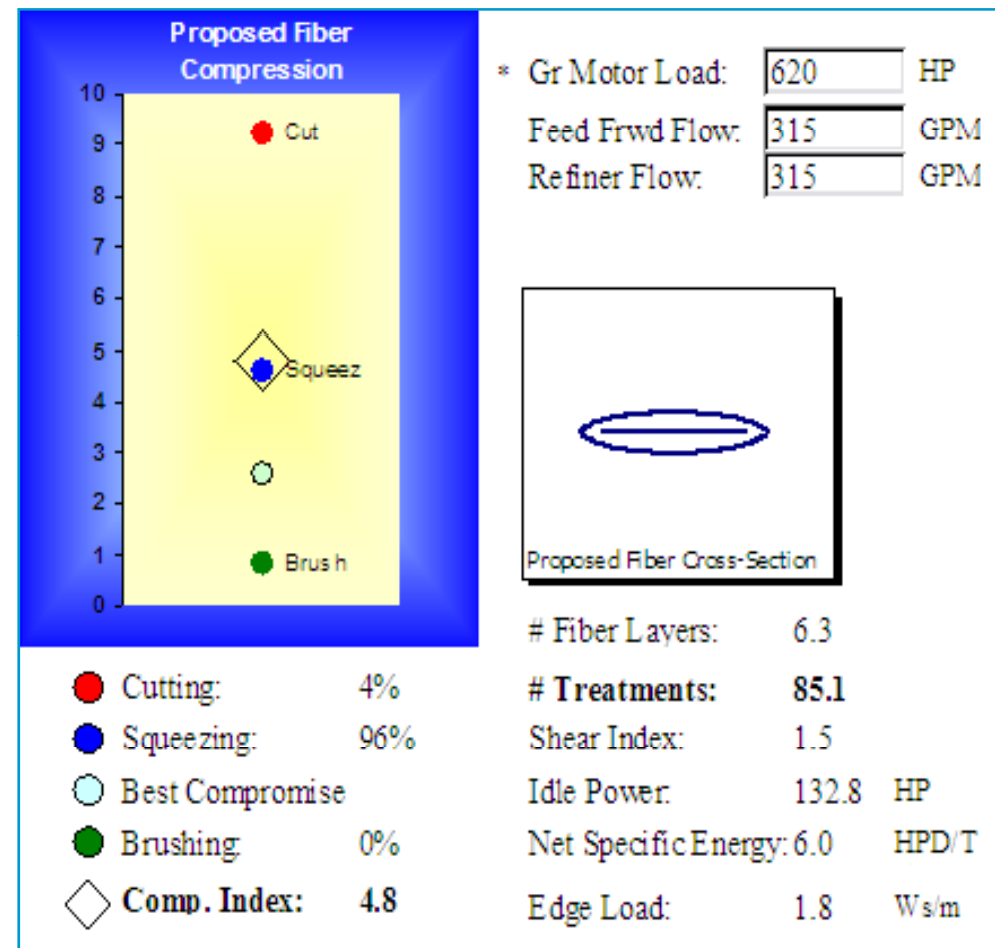 Proposed Fiber
Compression
10
9
8
7
6
5
4
3
2
1
0
Cut
Squeez
Brush
* Gr Motor Load: 620 HP
Feed Frwd Flow: 315 GPM
Refiner Flow: 315 GPM
Proposed Fiber Cross-Section
Cutting: 4%
Squeezing: 96%
Best Compromise
Brushing: 0%
Comp. Index: 4.8
# Fiber Layers: 6.3
# Treatments: 85.1
Shear Index: 1.5
Idle Power: 132.8 HP
Net Specific Energy: 6.0 HPD/T
Edge Load: 1.8 Ws/m